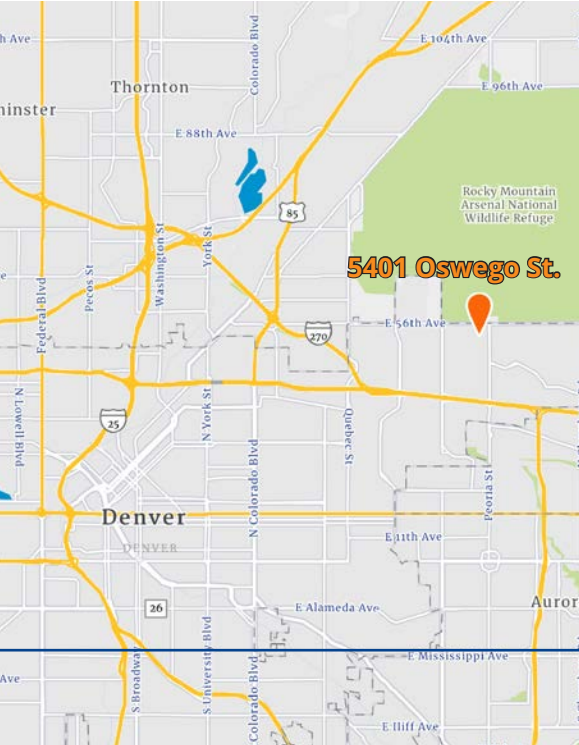 h Ave
Colorado Blvd
E 104th Ave
Thornton
E 96th Ave
minster
E 88th Ave
Rocky Mountain
Arsenal National
Wildlife Refuge
85
York St
Washington St
Pecos St
Federal Blvd
5401 Oswego St.
E 56th Ave
270
N Lowell Blvd
N York St
25
Quebec St
N Colorado Blvd
Peoria St
Denver
E 11th Ave
DENVER
26
E Alameda Ave
Auror
S Broadway
S University Blvd
Colorado Blvd
E Mississippi Ave
Ave
E Iliff Ave